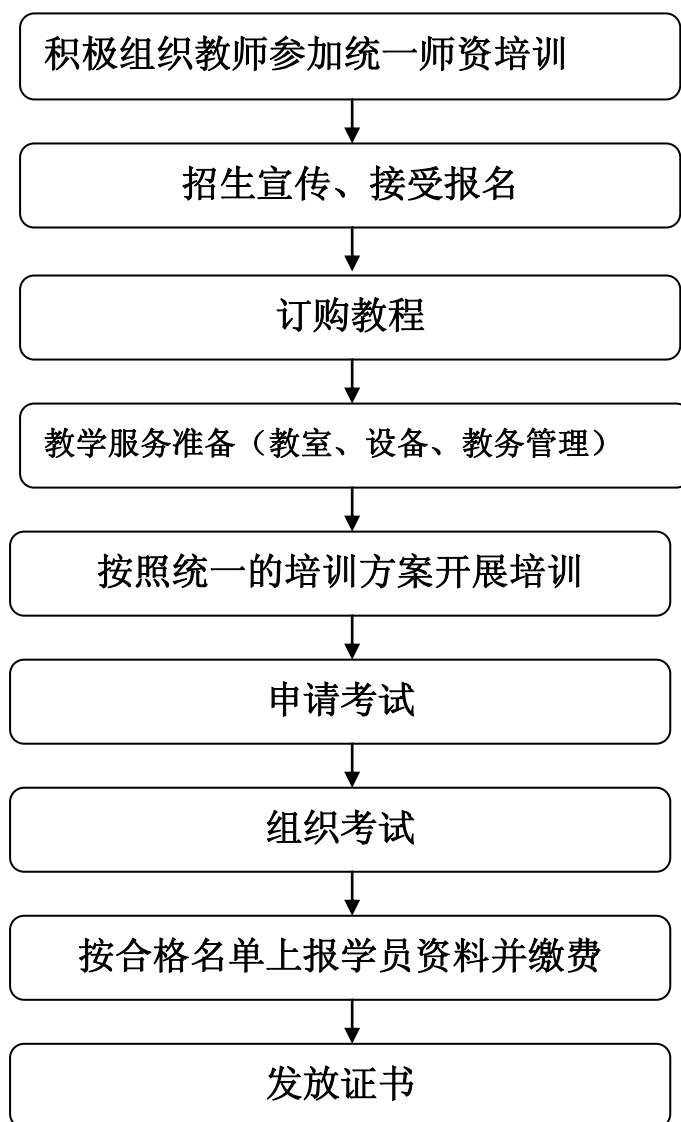 积极组织教师参加统一师资培训
招生宣传、接受报名
订购教程
教学服务准备（教室、设备、教务管理）
按照统一的培训方案开展培训
申请考试
组织考试
按合格名单上报学员资料并缴费
发放证书